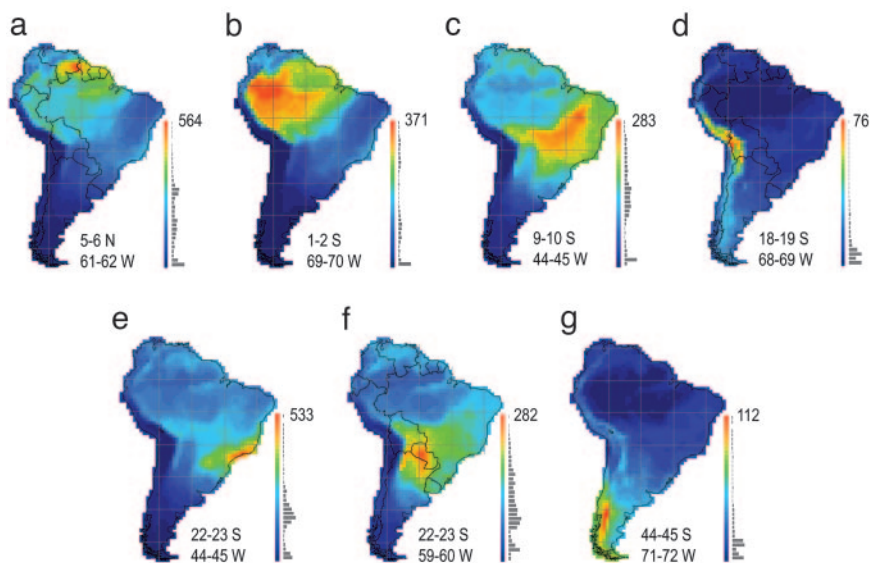 a
564
5-6 N
61-62 W
b
371
1-2 S
69-70 W
c
283
9-10 S
44-45 W
d
76
18-19 S
68-69 W
e
533
22-23 S
44-45 W
f
282
22-23 S
59-60 W
g
112
44-45 S
71-72 W